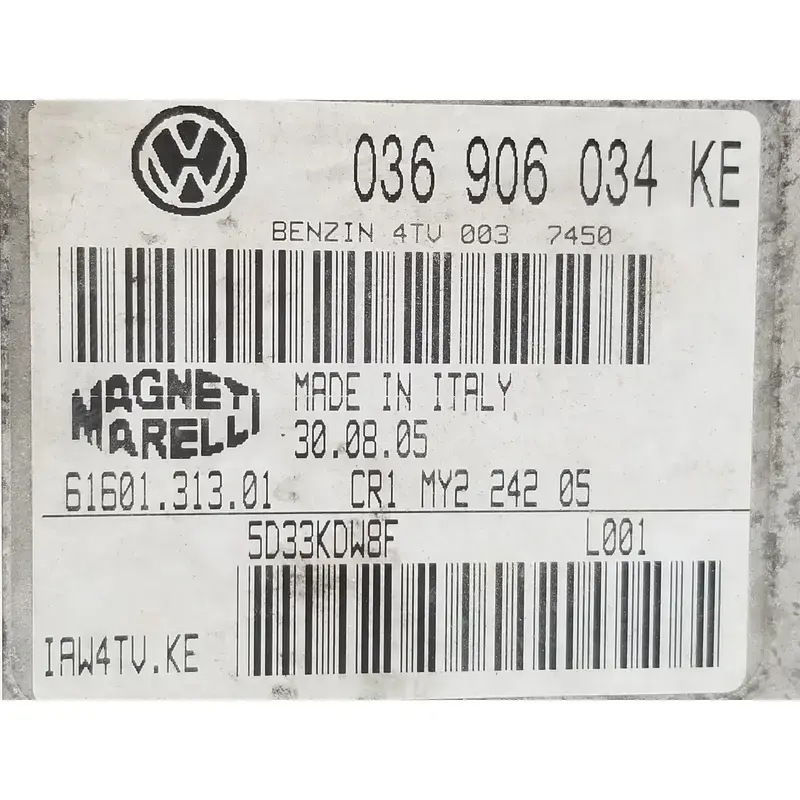 036 906 034 KE
BENZIN 4TV 003 7450
MAGNETI MADE IN ITALY
MARELLI 30.08.05
61601.313.01 CR1 MY2 242 05
5D33KDW8F L001
IAW4TV.KE